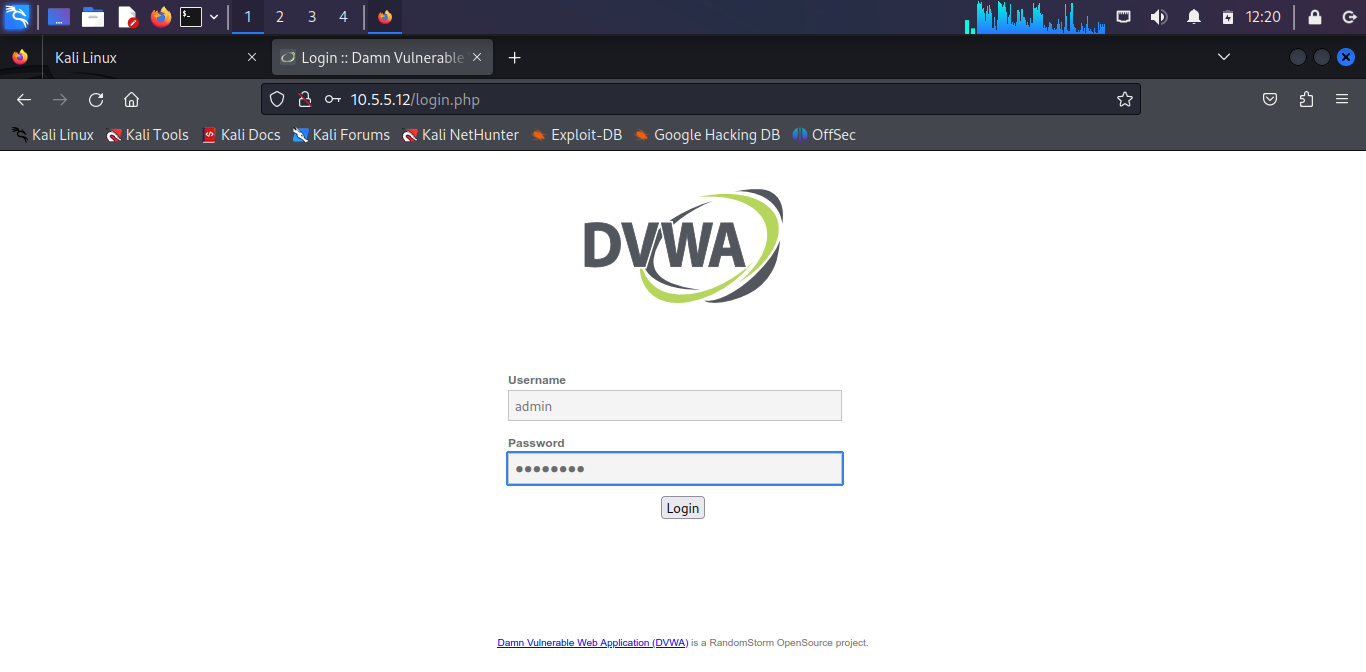 1 2 3 4 12:20
Kali Linux Login :: Damn Vulnerable
10.5.5.12/login.php
Kali Linux Kali Tools Kali Docs Kali Forums Kali NetHunter Exploit-DB Google Hacking DB OffSec
DVWA
Username
admin
Password
••••••••
Login
Damn Vulnerable Web Application (DVWA) is a RandomStorm OpenSource project.